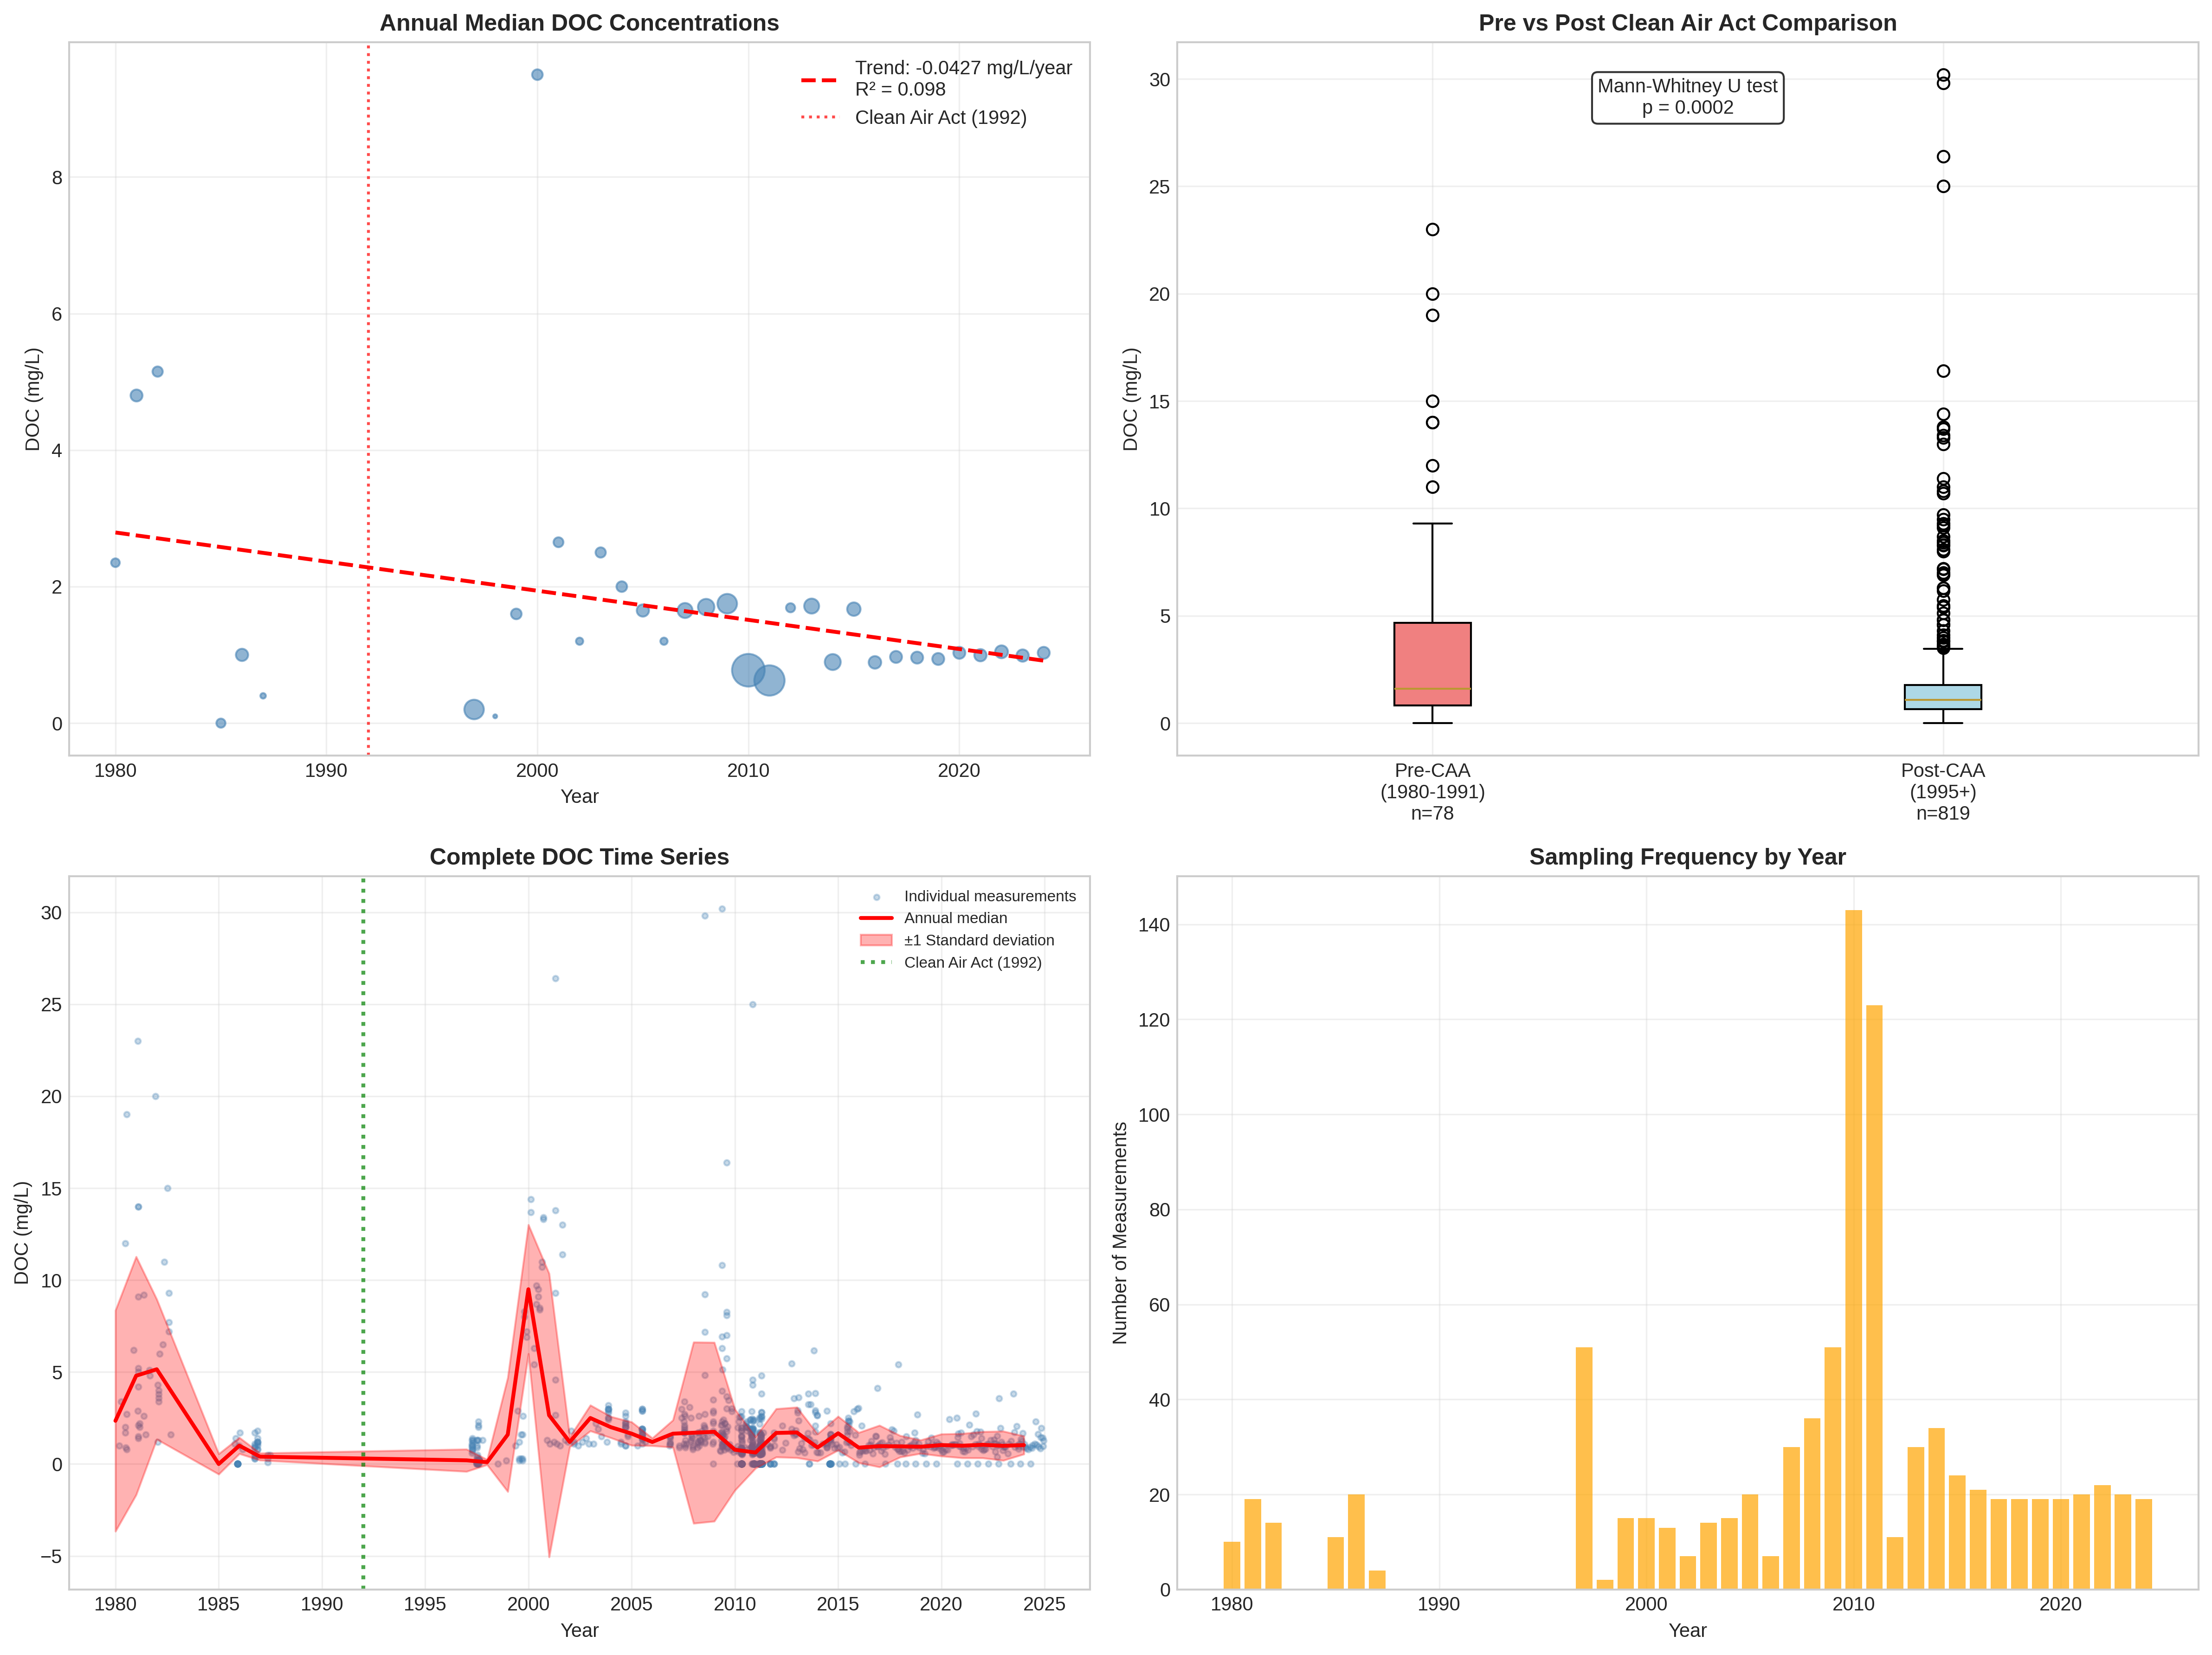 Annual Median DOC Concentrations
Trend: -0.0427 mg/L/year
R² = 0.098
Clean Air Act (1992)
DOC (mg/L)
8
6
4
2
0
1980
1990
2000
2010
2020
Year
Pre vs Post Clean Air Act Comparison
Mann-Whitney U test
p = 0.0002
DOC (mg/L)
30
25
20
15
10
5
0
Pre-CAA
(1980-1991)
n=78
Post-CAA
(1995+)
n=819
Complete DOC Time Series
Individual measurements
Annual median
±1 Standard deviation
Clean Air Act (1992)
DOC (mg/L)
30
25
20
15
10
5
0
−5
1980
1985
1990
1995
2000
2005
2010
2015
2020
2025
Year
Sampling Frequency by Year
Number of Measurements
140
120
100
80
60
40
20
0
1980
1990
2000
2010
2020
Year